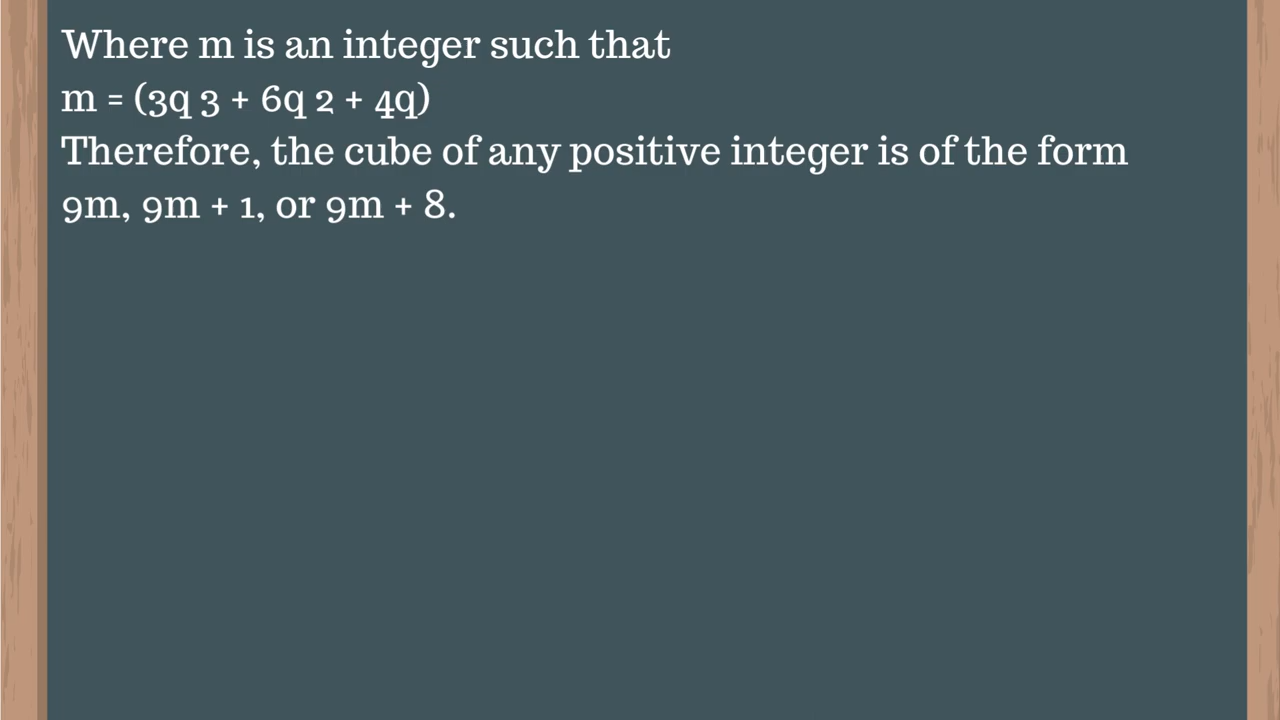 Where m is an integer such that
m = (3q 3 + 6q 2 + 4q)
Therefore, the cube of any positive integer is of the form
9m, 9m + 1, or 9m + 8.